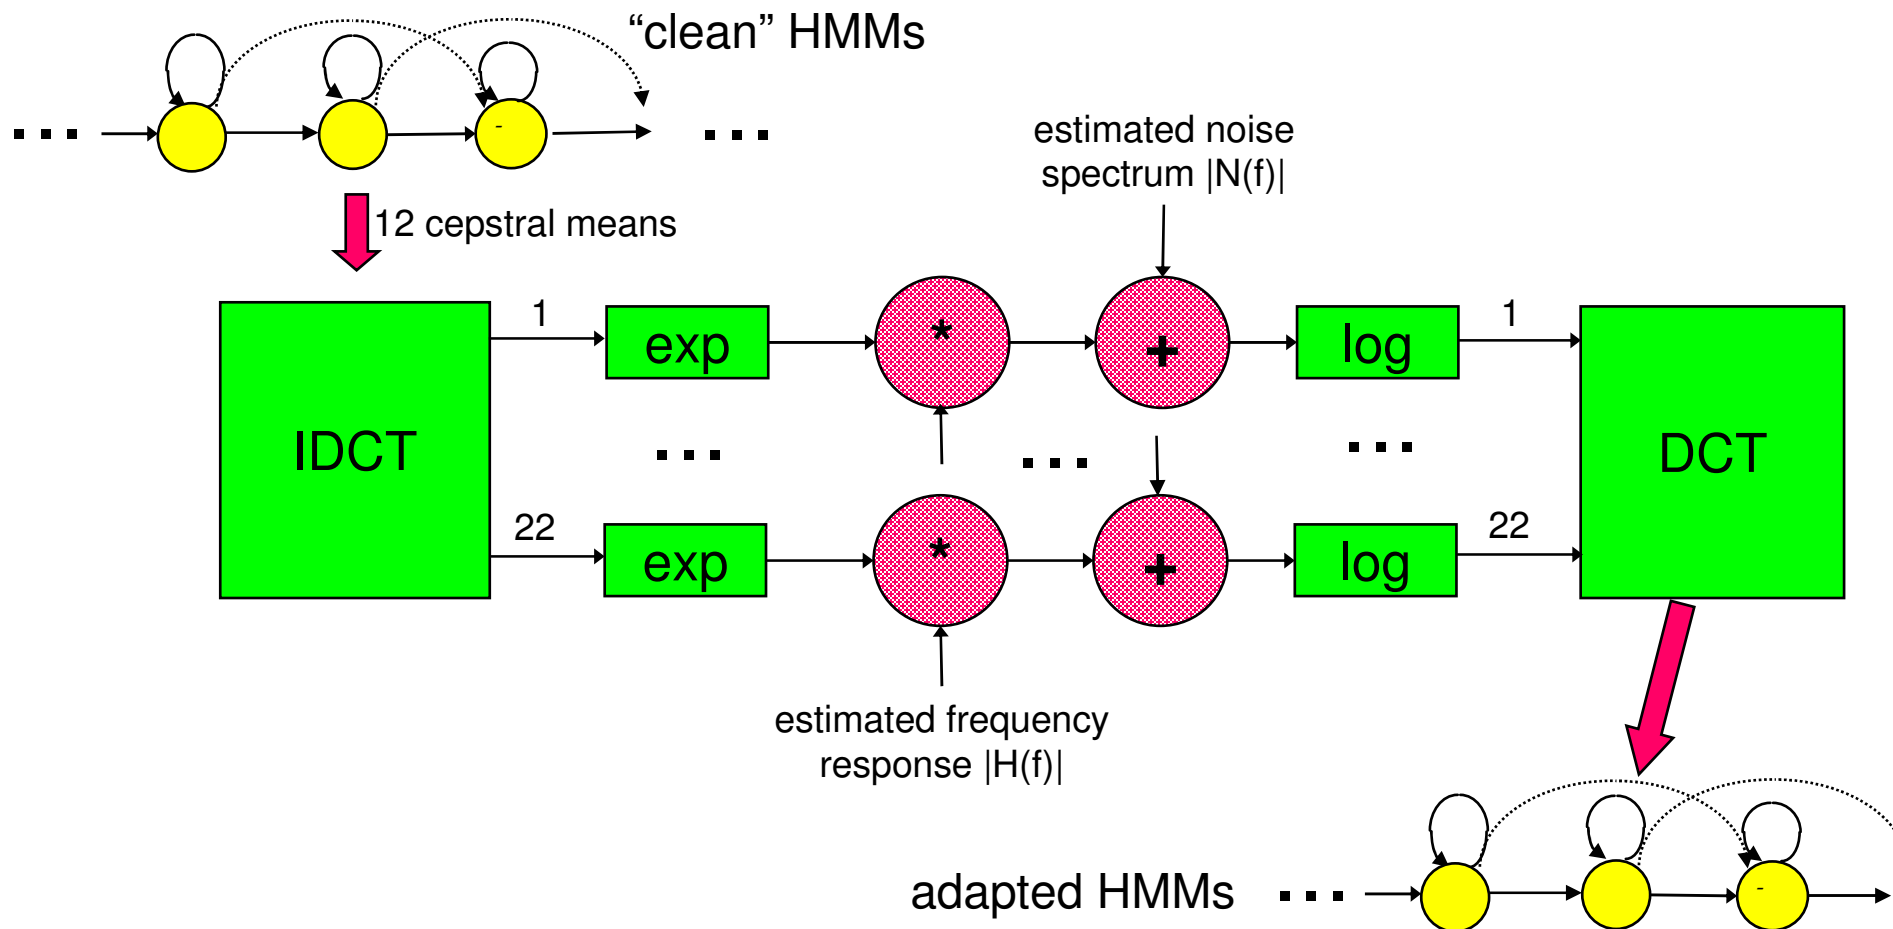 “clean” HMMs
-
. . .
. . .
estimated noise
spectrum |N(f)|
12 cepstral means
1
exp
*
+
log
1
IDCT
. . .
. . .
. . .
DCT
22
exp
*
+
log
22
estimated frequency
response |H(f)|
adapted HMMs
. . .
-